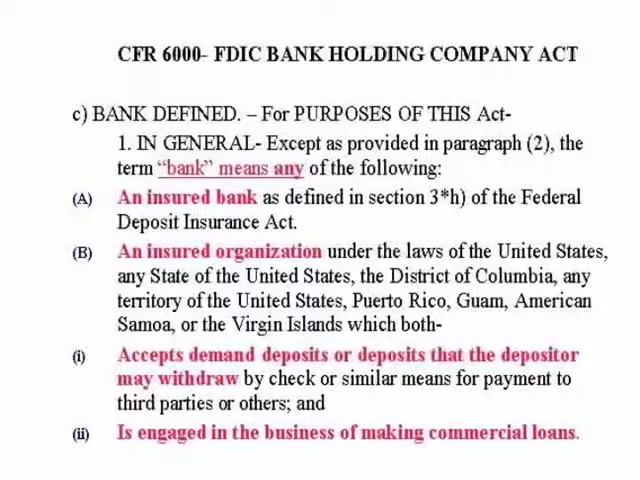 CFR 6000- FDIC BANK HOLDING COMPANY ACT
c) BANK DEFINED. – For PURPOSES OF THIS Act-
1. IN GENERAL- Except as provided in paragraph (2), the
term “bank” means any of the following:
(A) An insured bank as defined in section 3*h) of the Federal
Deposit Insurance Act.
(B) An insured organization under the laws of the United States,
any State of the United States, the District of Columbia, any
territory of the United States, Puerto Rico, Guam, American
Samoa, or the Virgin Islands which both-
(i) Accepts demand deposits or deposits that the depositor
may withdraw by check or similar means for payment to
third parties or others; and
(ii) Is engaged in the business of making commercial loans.